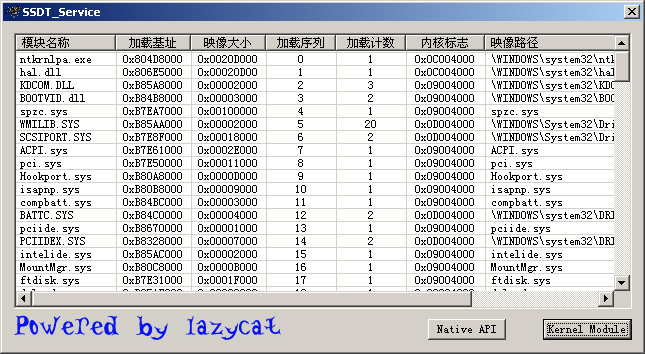 SSDT_Service
模块名称 加载基址 映像大小 加载序列 加载计数 内核标志 映像路径
ntkrnlpa.exe 0x804D8000 0x0020D000 0 1 0x0C004000 \WINDOWS\system32\ntk
hal.dll 0x806E5000 0x00020D00 1 1 0x09004000 \WINDOWS\system32\hal
KDCOM.DLL 0xB85A8000 0x00002000 2 3 0x09004000 \WINDOWS\system32\KDC
BOOTVID.dll 0xB84B8000 0x00003000 3 2 0x09004000 \WINDOWS\system32\BOO
spzc.sys 0xB7EA7000 0x00100000 4 1 0x09004000 spzc.sys
WMILIB.SYS 0xB85AA000 0x00002000 5 20 0x0D004000 \WINDOWS\System32\Dri
SCSIPORT.SYS 0xB7E8F000 0x00018000 6 2 0x0D004000 \WINDOWS\System32\Dri
ACPI.sys 0xB7E61000 0x0002E000 7 1 0x09004000 ACPI.sys
pci.sys 0xB7E50000 0x00011000 8 1 0x09004000 pci.sys
Hookport.sys 0xB80A8000 0x0000D000 9 1 0x09004000 Hookport.sys
isapnp.sys 0xB80B8000 0x00009000 10 1 0x09004000 isapnp.sys
compbatt.sys 0xB84BC000 0x00003000 11 1 0x09004000 compbatt.sys
BATTC.SYS 0xB84C0000 0x00004000 12 2 0x0D004000 \WINDOWS\system32\DRI
pciide.sys 0xB8670000 0x00001000 13 1 0x09004000 pciide.sys
PCIIDEX.SYS 0xB8328000 0x00007000 14 2 0x0D004000 \WINDOWS\system32\DRI
intelide.sys 0xB85AC000 0x00002000 15 1 0x09004000 intelide.sys
MountMgr.sys 0xB80C8000 0x0000B000 16 1 0x09004000 MountMgr.sys
ftdisk.sys 0xB7E31000 0x0001F000 17 1 0x09004000 ftdisk.sys
Powered by lazycat
Native API Kernel Module